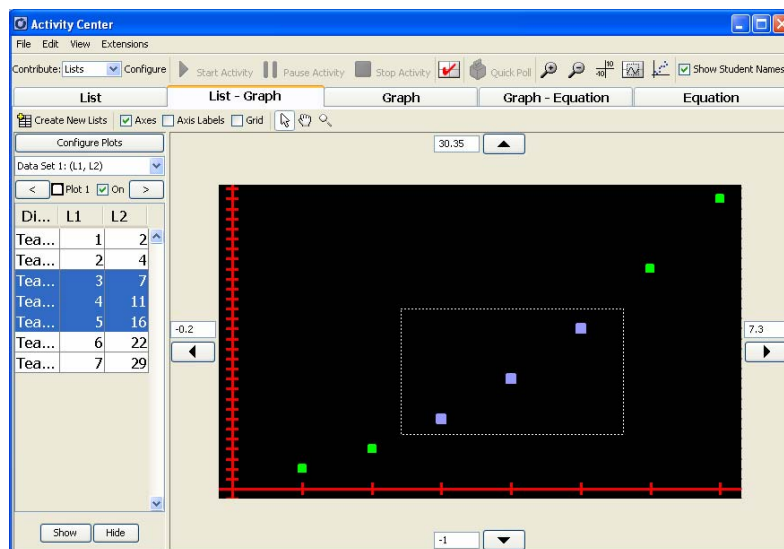 Activity Center
File Edit View Extensions
Contribute: Lists Configure Start Activity Pause Activity Stop Activity Quick Poll 10 -10 Show Student Names
List List - Graph Graph Graph - Equation Equation
Create New Lists Axes Axis Labels Grid
Configure Plots
Data Set 1: (L1, L2)
< Plot 1 On >
Di... L1 L2
Tea... 1 2
Tea... 2 4
Tea... 3 7
Tea... 4 11
Tea... 5 16
Tea... 6 22
Tea... 7 29
Show Hide
30.35
-0.2
7.3
-1